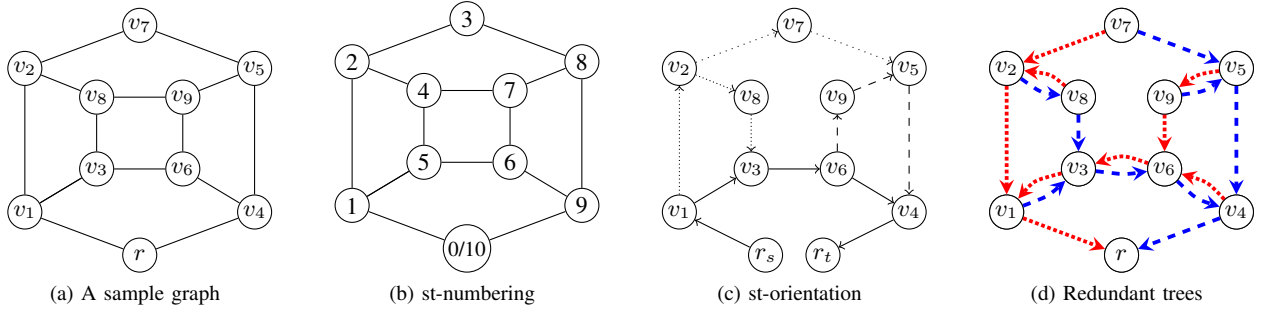 v7
v2
v5
v8
v9
v3
v6
v1
v4
r
(a) A sample graph
3
2
8
4
7
5
6
1
9
0/10
(b) st-numbering
v7
v2
v5
v8
v9
v3
v6
v1
v4
rs
rt
(c) st-orientation
v7
v2
v5
v8
v9
v3
v6
v1
v4
r
(d) Redundant trees